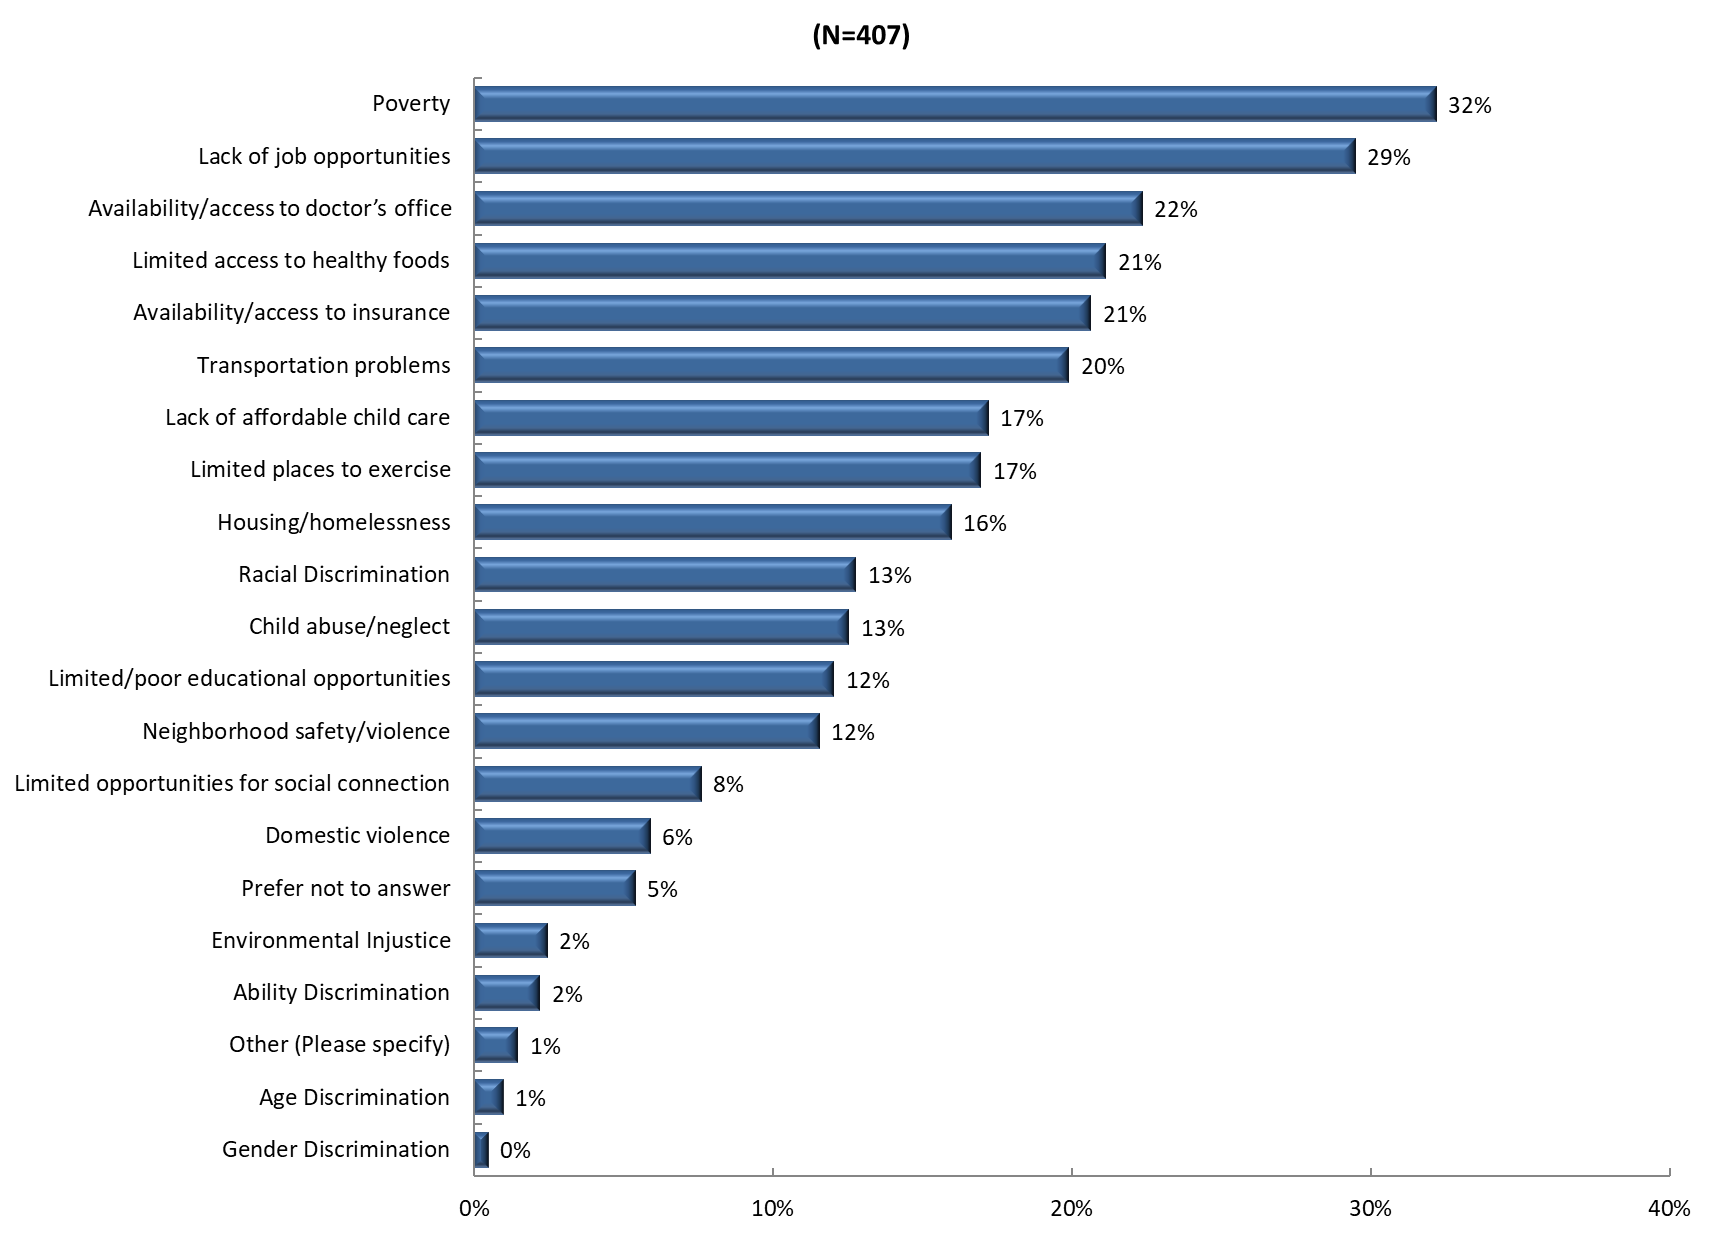 (N=407)
Poverty 32%
Lack of job opportunities 29%
Availability/access to doctor’s office 22%
Limited access to healthy foods 21%
Availability/access to insurance 21%
Transportation problems 20%
Lack of affordable child care 17%
Limited places to exercise 17%
Housing/homelessness 16%
Racial Discrimination 13%
Child abuse/neglect 13%
Limited/poor educational opportunities 12%
Neighborhood safety/violence 12%
Limited opportunities for social connection 8%
Domestic violence 6%
Prefer not to answer 5%
Environmental Injustice 2%
Ability Discrimination 2%
Other (Please specify) 1%
Age Discrimination 1%
Gender Discrimination 0%
0% 10% 20% 30% 40%